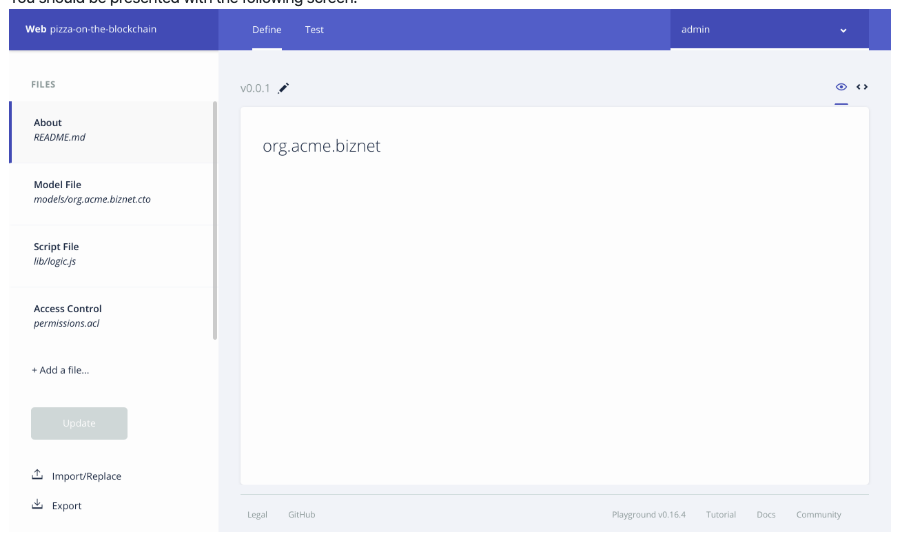 You should be presented with the following screen:
Web pizza-on-the-blockchain
Define
Test
admin
FILES
About
README.md
Model File
models/org.acme.biznet.cto
Script File
lib/logic.js
Access Control
permissions.acl
+ Add a file...
Update
Import/Replace
Export
v0.0.1
org.acme.biznet
Legal
GitHub
Playground v0.16.4
Tutorial
Docs
Community